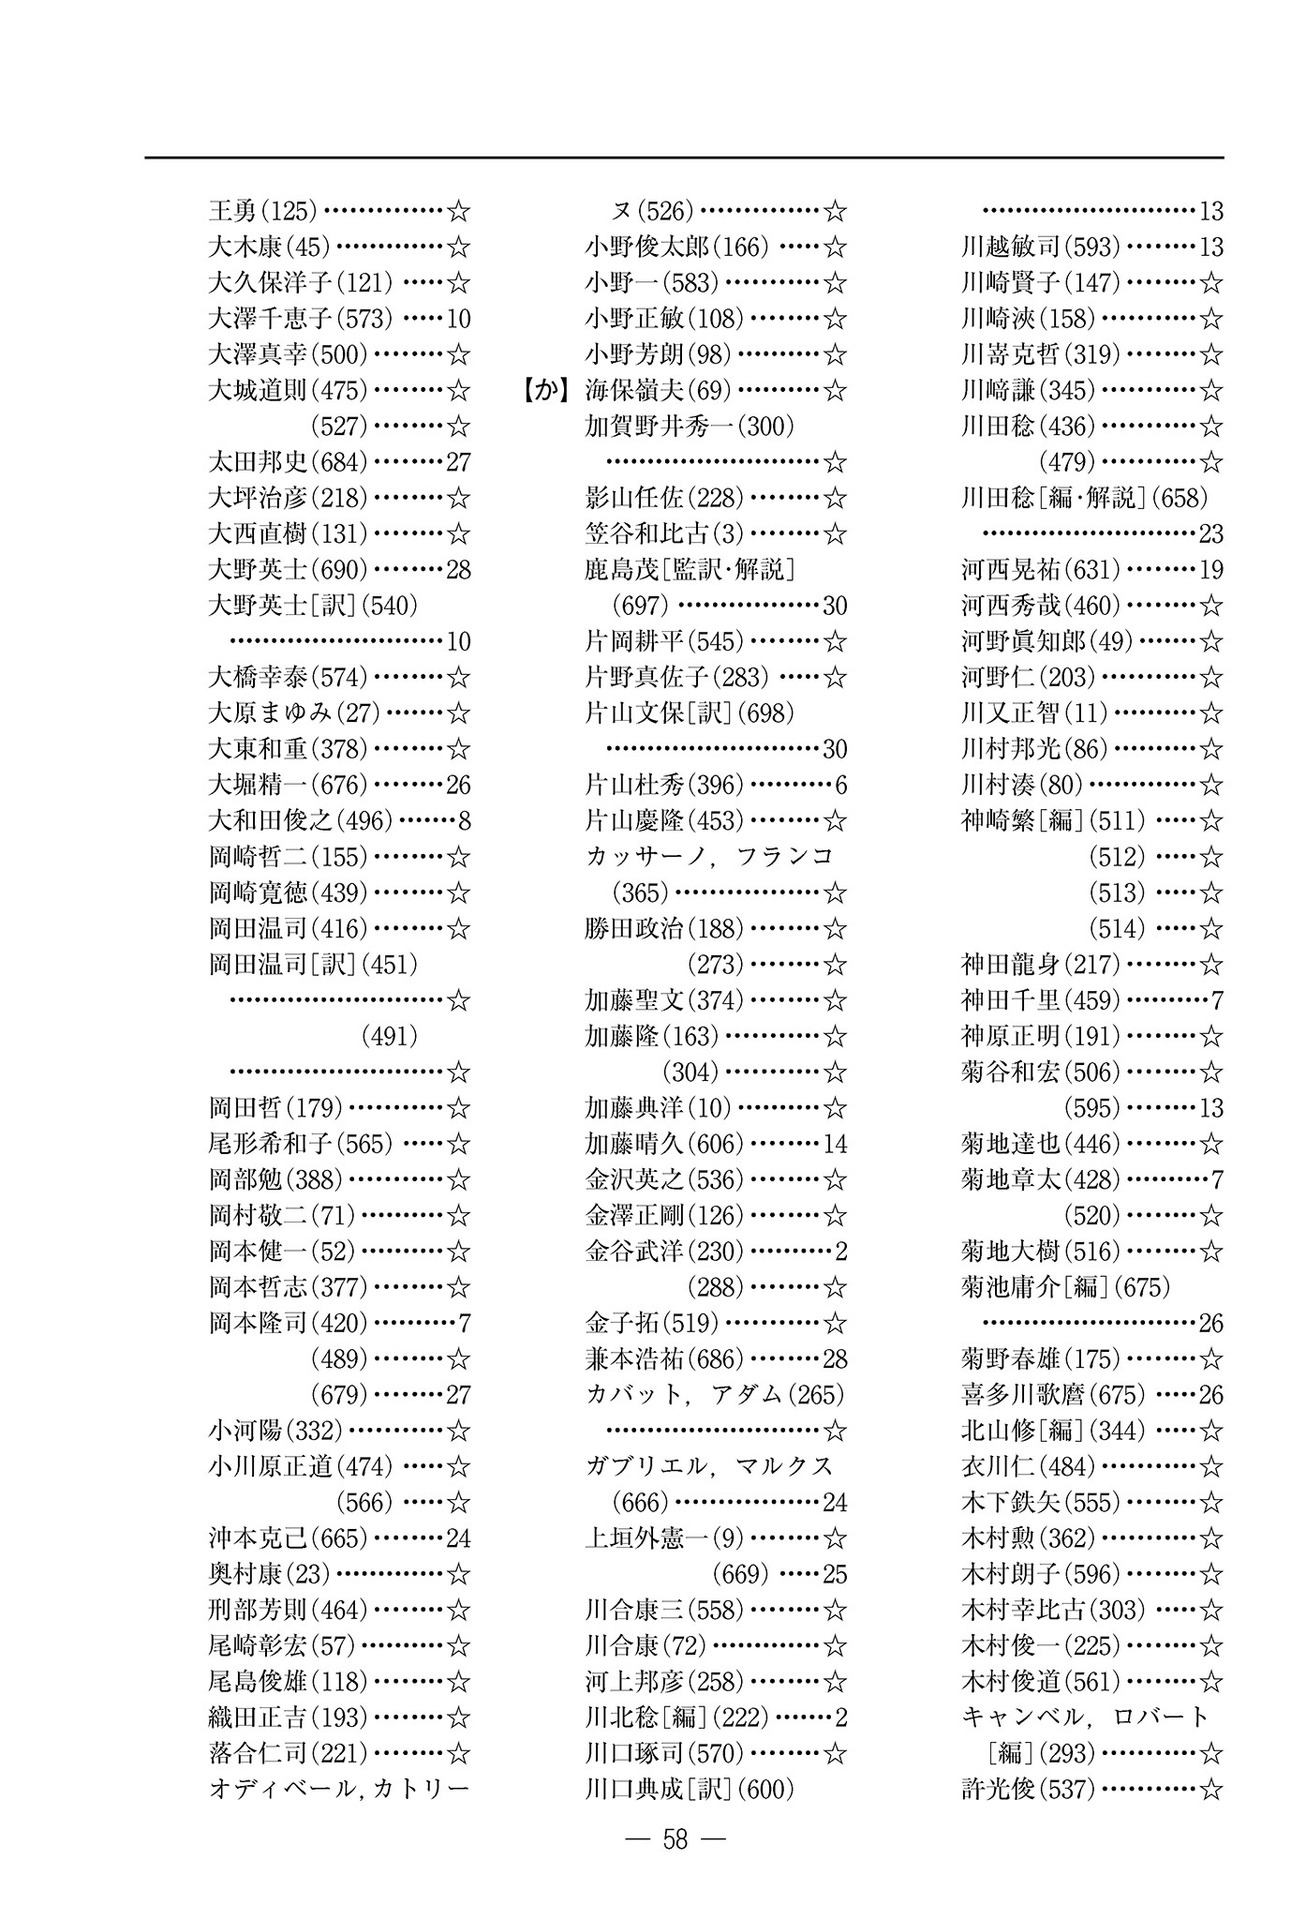 王勇(125)……………☆
大木康(45)…………☆
大久保洋子(121)……☆
大澤千恵子(573)……10
大澤真幸(500)………☆
大城道則(475)………☆
(527)………☆
太田邦史(684)………27
大坪治彦(218)………☆
大西直樹(131)………☆
大野英士(690)………28
大野英士[訳](540)
………………………10
大橋幸泰(574)………☆
大原まゆみ(27)……☆
大東和重(378)………☆
大堀精一(676)………26
大和田俊之(496)……8
岡崎哲二(155)………☆
岡崎寛徳(439)………☆
岡田温司(416)………☆
岡田温司[訳](451)
………………………☆
(491)
………………………☆
岡田哲(179)…………☆
尾形希和子(565)……☆
岡部勉(388)…………☆
岡村敬二(71)………☆
岡本健一(52)………☆
岡本哲志(377)………☆
岡本隆司(420)………7
(489)………☆
(679)………27
小河陽(332)…………☆
小川原正道(474)……☆
(566)……☆
沖本克己(665)………24
奥村康(23)…………☆
刑部芳則(464)………☆
尾崎彰宏(57)………☆
尾島俊雄(118)………☆
織田正吉(193)………☆
落合仁司(221)………☆
オディベール,カトリー
ヌ(526)……………☆
小野俊太郎(166)……☆
小野一(583)…………☆
小野正敏(108)………☆
小野芳朗(98)………☆
【か】海保嶺夫(69)………☆
加賀野井秀一(300)
………………………☆
影山任佐(228)………☆
笠谷和比古(3)………☆
鹿島茂[監訳・解説]
(697)………………30
片岡耕平(545)………☆
片野真佐子(283)……☆
片山文保[訳](698)
………………………30
片山杜秀(396)………6
片山慶隆(453)………☆
カッサーノ,フランコ
(365)………………☆
勝田政治(188)………☆
(273)………☆
加藤聖文(374)………☆
加藤隆(163)…………☆
(304)…………☆
加藤典洋(10)………☆
加藤晴久(606)………14
金沢英之(536)………☆
金澤正剛(126)………☆
金谷武洋(230)………2
(288)………☆
金子拓(519)…………☆
兼本浩祐(686)………28
カバット,アダム(265)
………………………☆
ガブリエル,マルクス
(666)………………24
上垣外憲一(9)………☆
(669)……25
川合康三(558)………☆
川合康(72)…………☆
河上邦彦(258)………☆
川北稔[編](222)……2
川口琢司(570)………☆
川口典成[訳](600)
………………………13
川越敏司(593)………13
川崎賢子(147)………☆
川崎浹(158)…………☆
川嵜克哲(319)………☆
川﨑謙(345)…………☆
川田稔(436)…………☆
(479)…………☆
川田稔[編・解説](658)
………………………23
河西晃祐(631)………19
河西秀哉(460)………☆
河野眞知郎(49)……☆
河野仁(203)…………☆
川又正智(11)………☆
川村邦光(86)………☆
川村湊(80)…………☆
神崎繁[編](511)……☆
(512)……☆
(513)……☆
(514)……☆
神田龍身(217)………☆
神田千里(459)………7
神原正明(191)………☆
菊谷和宏(506)………☆
(595)………13
菊地達也(446)………☆
菊地章太(428)………7
(520)………☆
菊地大樹(516)………☆
菊池庸介[編](675)
………………………26
菊野春雄(175)………☆
喜多川歌麿(675)……26
北山修[編](344)……☆
衣川仁(484)…………☆
木下鉄矢(555)………☆
木村勲(362)…………☆
木村朗子(596)………☆
木村幸比古(303)……☆
木村俊一(225)………☆
木村俊道(561)………☆
キャンベル,ロバート
[編](293)…………☆
許光俊(537)…………☆
— 58 —